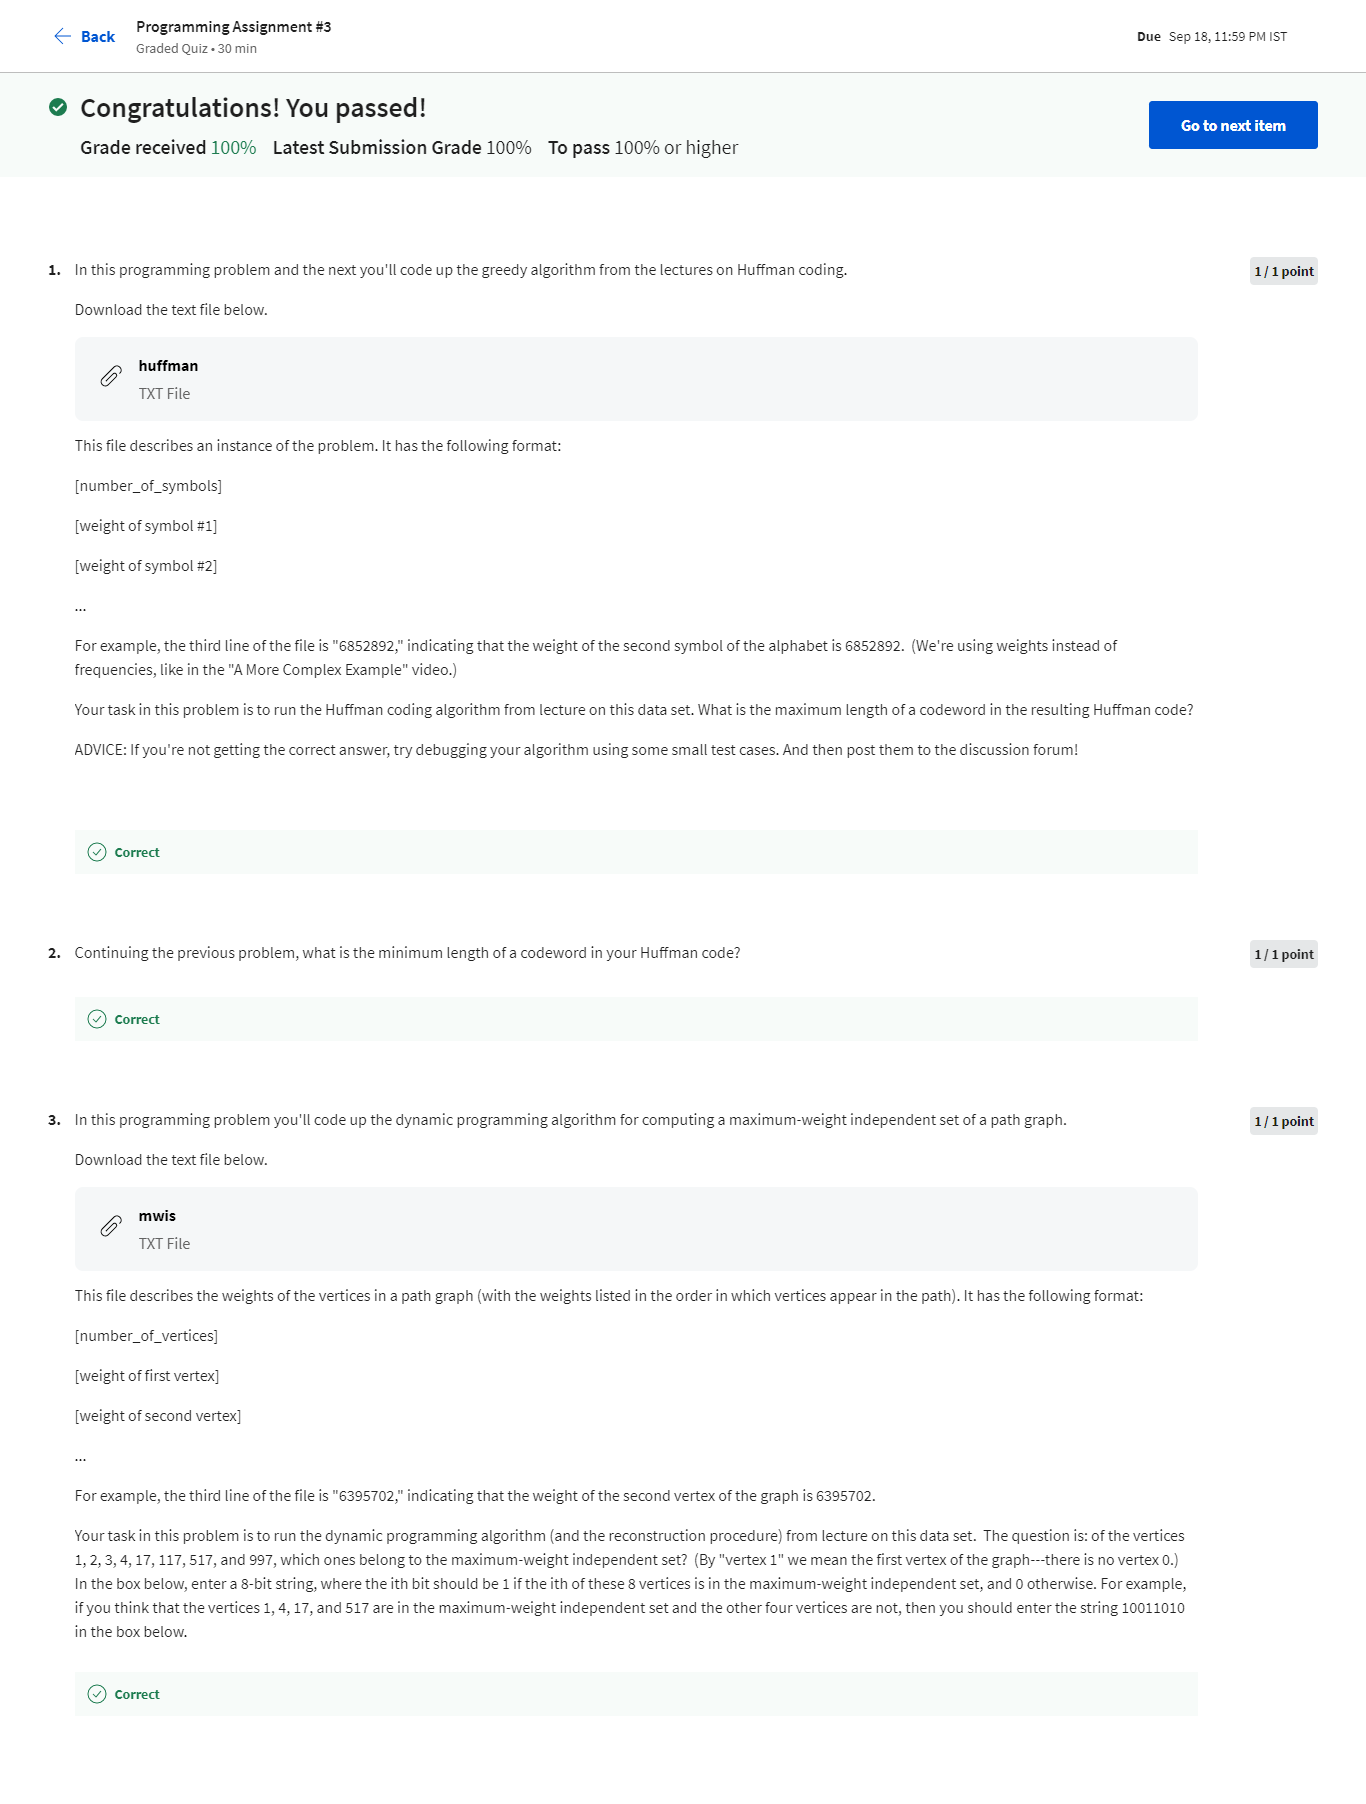 Back
Programming Assignment #3
Graded Quiz • 30 min
Due Sep 18, 11:59 PM IST
Congratulations! You passed!
Grade received 100% Latest Submission Grade 100% To pass 100% or higher
Go to next item
1. In this programming problem and the next you'll code up the greedy algorithm from the lectures on Huffman coding.
1 / 1 point
Download the text file below.
huffman
TXT File
This file describes an instance of the problem. It has the following format:
[number_of_symbols]
[weight of symbol #1]
[weight of symbol #2]
...
For example, the third line of the file is "6852892," indicating that the weight of the second symbol of the alphabet is 6852892.  (We're using weights instead of
frequencies, like in the "A More Complex Example" video.)
Your task in this problem is to run the Huffman coding algorithm from lecture on this data set. What is the maximum length of a codeword in the resulting Huffman code?
ADVICE: If you're not getting the correct answer, try debugging your algorithm using some small test cases. And then post them to the discussion forum!
Correct
2. Continuing the previous problem, what is the minimum length of a codeword in your Huffman code?
1 / 1 point
Correct
3. In this programming problem you'll code up the dynamic programming algorithm for computing a maximum-weight independent set of a path graph.
1 / 1 point
Download the text file below.
mwis
TXT File
This file describes the weights of the vertices in a path graph (with the weights listed in the order in which vertices appear in the path). It has the following format:
[number_of_vertices]
[weight of first vertex]
[weight of second vertex]
...
For example, the third line of the file is "6395702," indicating that the weight of the second vertex of the graph is 6395702.
Your task in this problem is to run the dynamic programming algorithm (and the reconstruction procedure) from lecture on this data set.  The question is: of the vertices
1, 2, 3, 4, 17, 117, 517, and 997, which ones belong to the maximum-weight independent set?  (By "vertex 1" we mean the first vertex of the graph---there is no vertex 0.)
In the box below, enter a 8-bit string, where the ith bit should be 1 if the ith of these 8 vertices is in the maximum-weight independent set, and 0 otherwise. For example,
if you think that the vertices 1, 4, 17, and 517 are in the maximum-weight independent set and the other four vertices are not, then you should enter the string 10011010
in the box below.
Correct